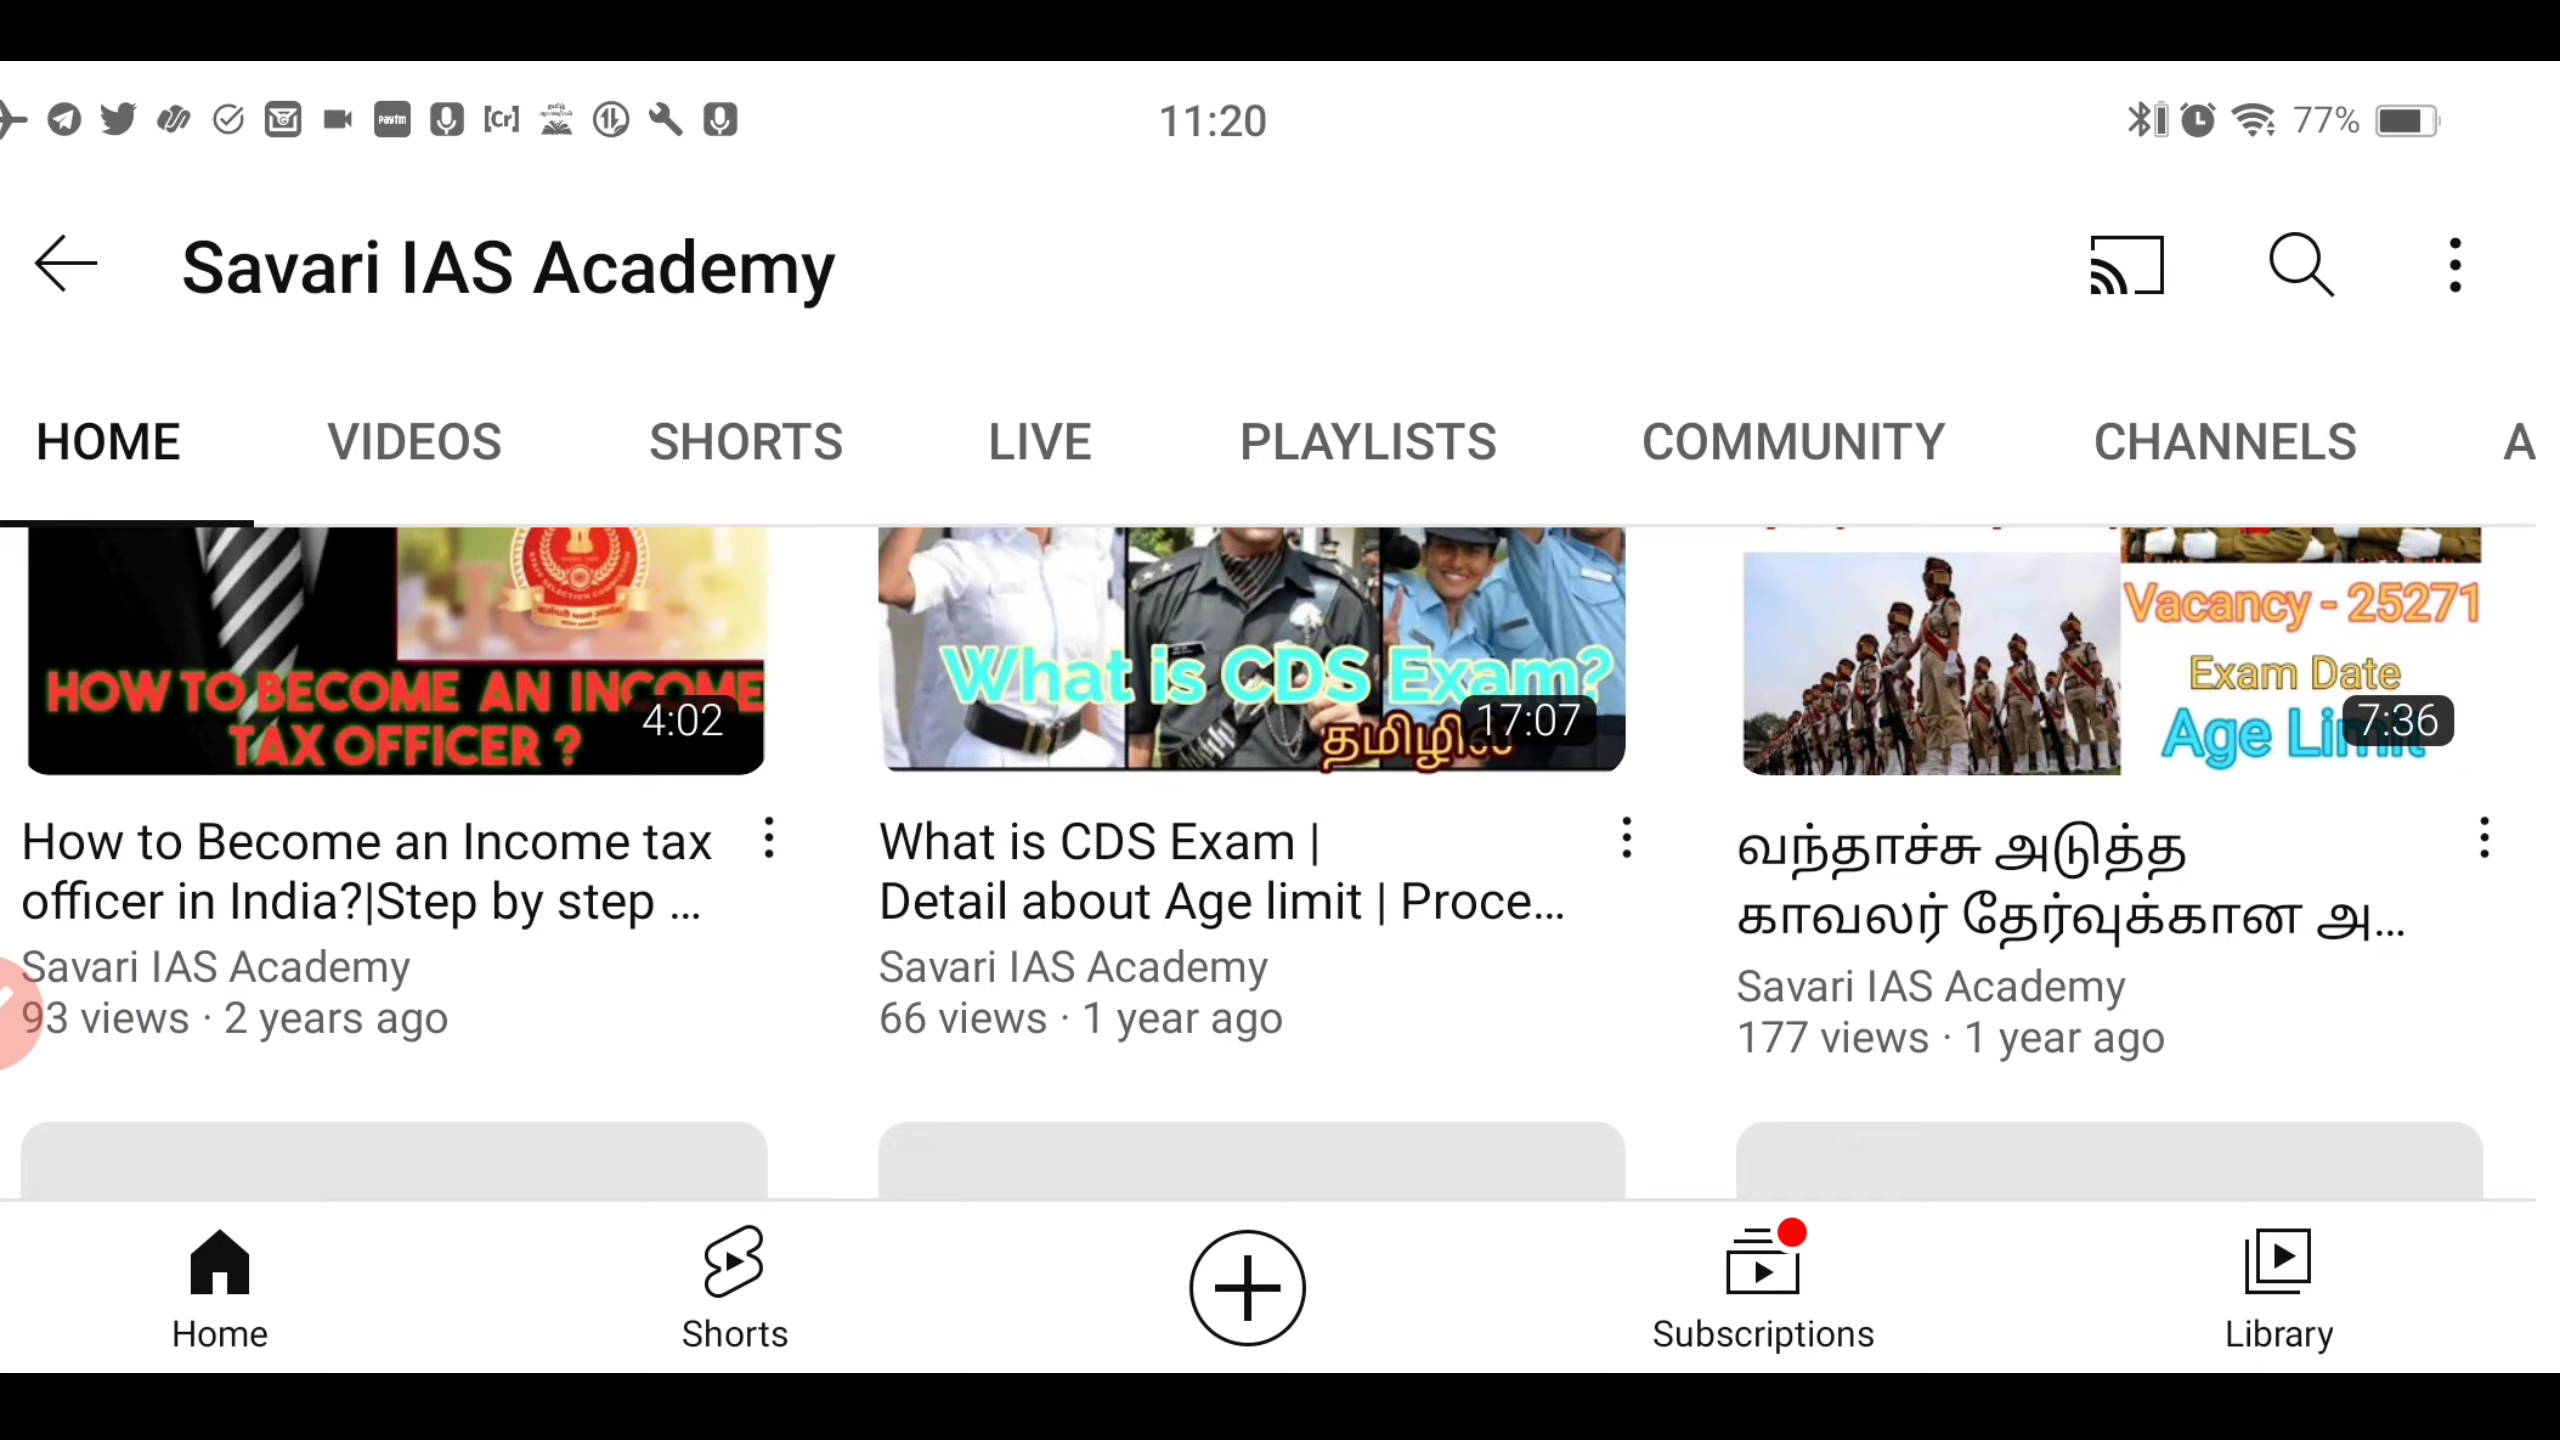 11:20
77%
Savari IAS Academy
HOME VIDEOS SHORTS LIVE PLAYLISTS COMMUNITY CHANNELS A
HOW TO BECOME AN INCOME
TAX OFFICER ?
4:02
What is CDS Exam?
17:07
Vacancy - 25271
Exam Date
Age Limit
7:36
How to Become an Income tax
officer in India?|Step by step ...
Savari IAS Academy
93 views · 2 years ago
What is CDS Exam |
Detail about Age limit | Proce...
Savari IAS Academy
66 views · 1 year ago
வந்தாச்சு அடுத்த
காவலர் தேர்வுக்கான அ...
Savari IAS Academy
177 views · 1 year ago
Home Shorts Subscriptions Library